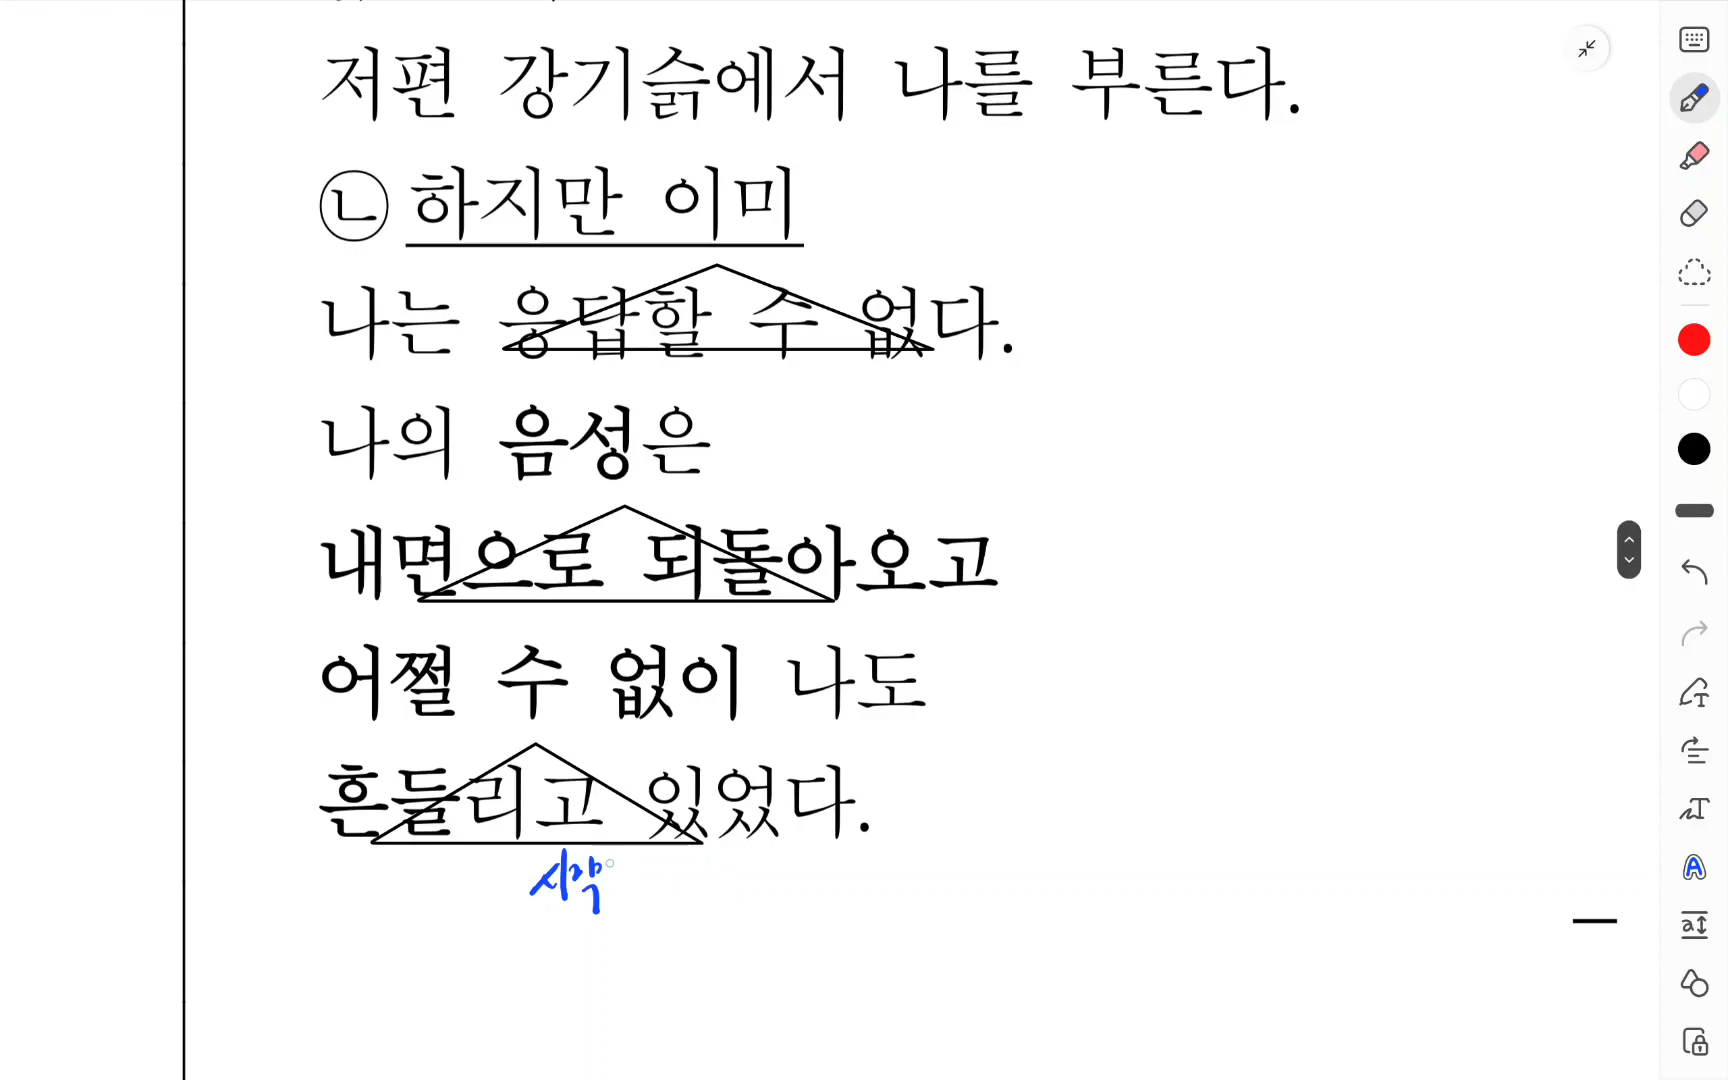 저편 강기슭에서 나를 부른다.
㉡ 하지만 이미
나는 응답할 수 없다.
나의 음성은
내면으로 되돌아오고
어쩔 수 없이 나도
흔들리고 있었다.
시작